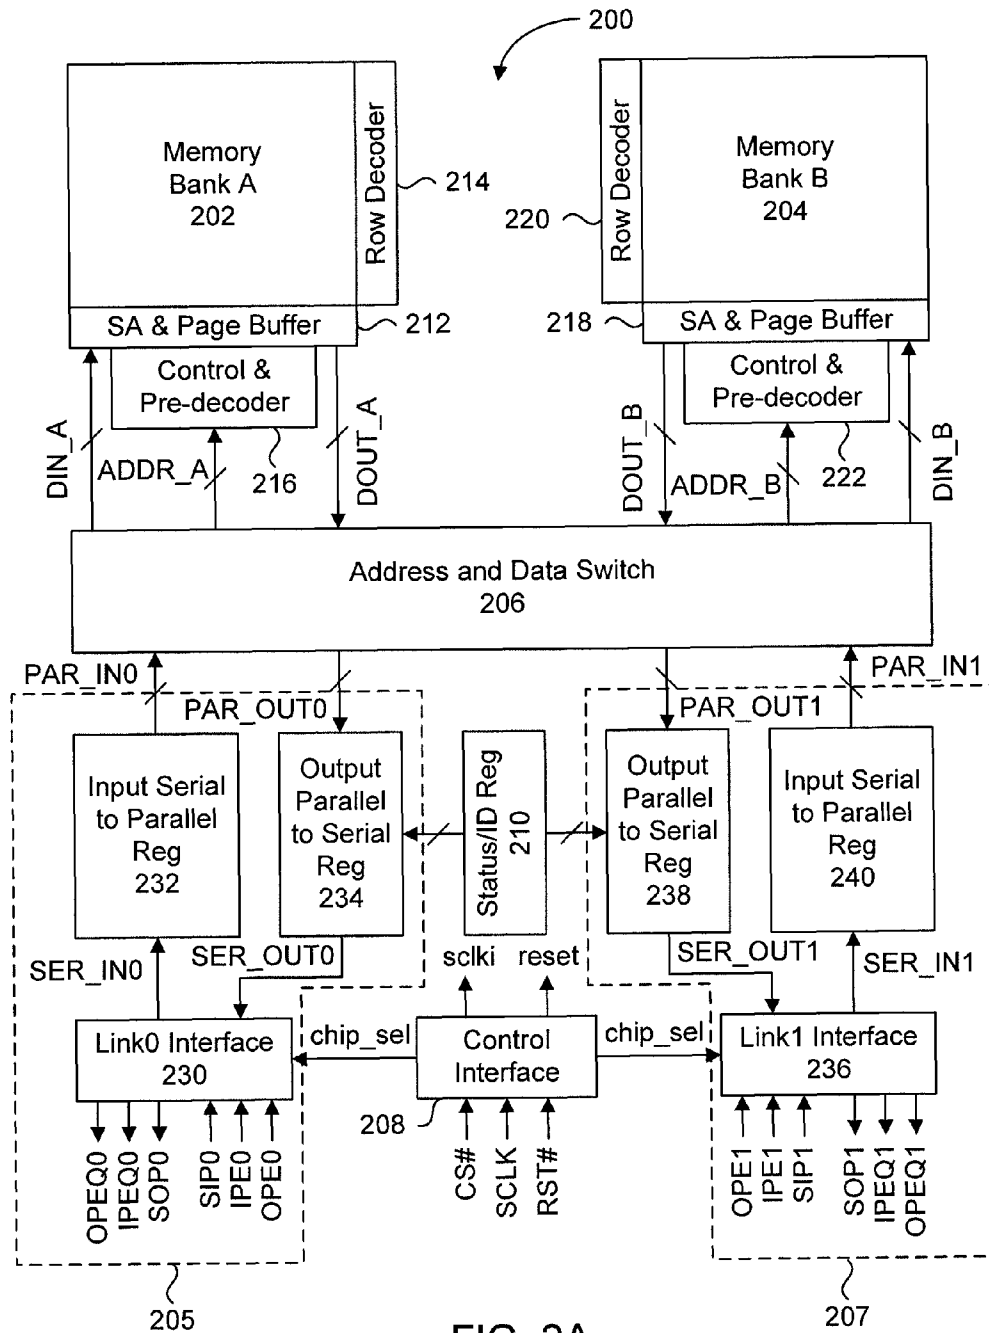 200
Memory
Bank A
202
Row Decoder
214
Memory
Bank B
204
Row Decoder
220
SA & Page Buffer
212
218
SA & Page Buffer
Control &
Pre-decoder
216
Control &
Pre-decoder
222
DIN_A
ADDR_A
DOUT_A
DOUT_B
ADDR_B
DIN_B
Address and Data Switch
206
PAR_IN0
PAR_OUT0
PAR_OUT1
PAR_IN1
Input Serial
to Parallel
Reg
232
Output
Parallel
to Serial
Reg
234
Status/ID Reg
210
Output
Parallel
to Serial
Reg
238
Input Serial
to Parallel
Reg
240
SER_IN0
SER_OUT0
sclki
reset
SER_OUT1
SER_IN1
Link0 Interface
230
chip_sel
Control
Interface
208
chip_sel
Link1 Interface
236
OPEQ0
IPEQ0
SOP0
SIP0
IPE0
OPE0
CS#
SCLK
RST#
OPE1
IPE1
SIP1
SOP1
IPEQ1
OPEQ1
205
207